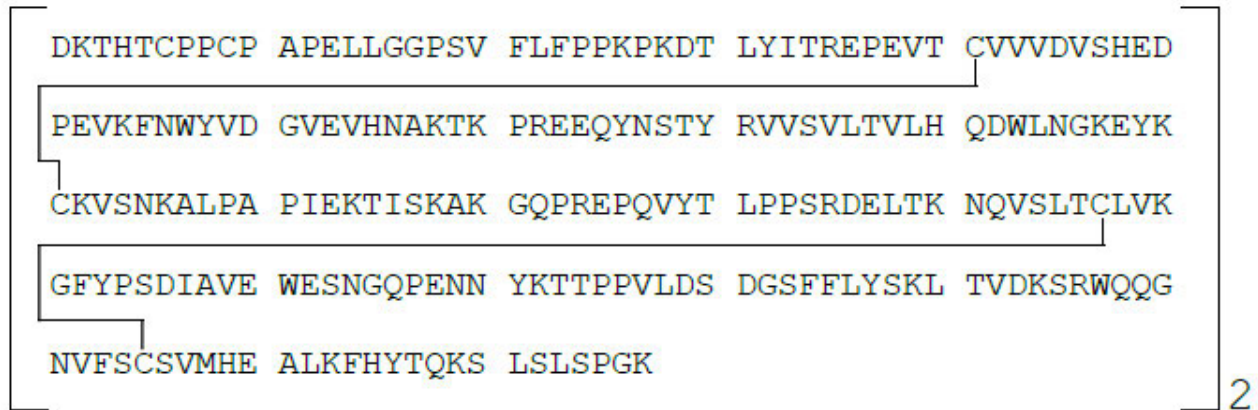 DKTHTCPPCP APELLGGPSV FLFPPKPKDT LYITREPEVT CVVVDVSHED
PEVKFNWYVD GVEVHNAKTK PREEQYNSTY RVVSVLTVLH QDWLNGKEYK
CKVSNKALPA PIEKTISKAK GQPREPQVYT LPPSRDELTK NQVSLTCLVK
GFYPSDIAVE WESNGQPENN YKTTPPVLDS DGSFFLYSKL TVDKSRWQQG
NVFSCSVMHE ALKFHYTQKS LSLSPGK
2